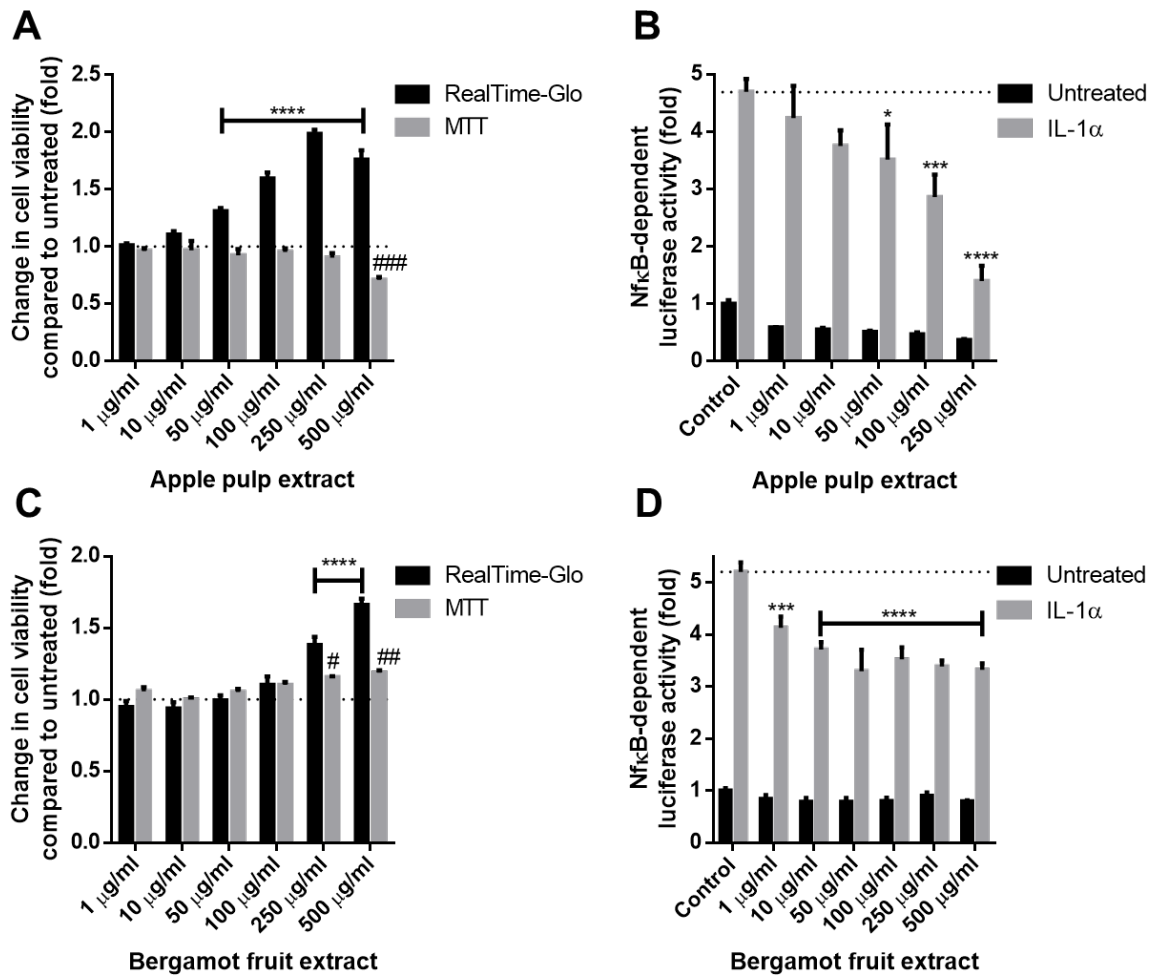 A
Change in cell viability
compared to untreated (fold)
2.5
2.0
1.5
1.0
0.5
0.0
****
###
RealTime-Glo
MTT
1 μg/ml
10 μg/ml
50 μg/ml
100 μg/ml
250 μg/ml
500 μg/ml
Apple pulp extract
B
NfκB-dependent
luciferase activity (fold)
5
4
3
2
1
0
*
***
****
Untreated
IL-1α
Control
1 μg/ml
10 μg/ml
50 μg/ml
100 μg/ml
250 μg/ml
Apple pulp extract
C
Change in cell viability
compared to untreated (fold)
2.0
1.5
1.0
0.5
0.0
****
#
##
RealTime-Glo
MTT
1 μg/ml
10 μg/ml
50 μg/ml
100 μg/ml
250 μg/ml
500 μg/ml
Bergamot fruit extract
D
NfκB-dependent
luciferase activity (fold)
5
4
3
2
1
0
***
****
Untreated
IL-1α
Control
1 μg/ml
10 μg/ml
50 μg/ml
100 μg/ml
250 μg/ml
500 μg/ml
Bergamot fruit extract